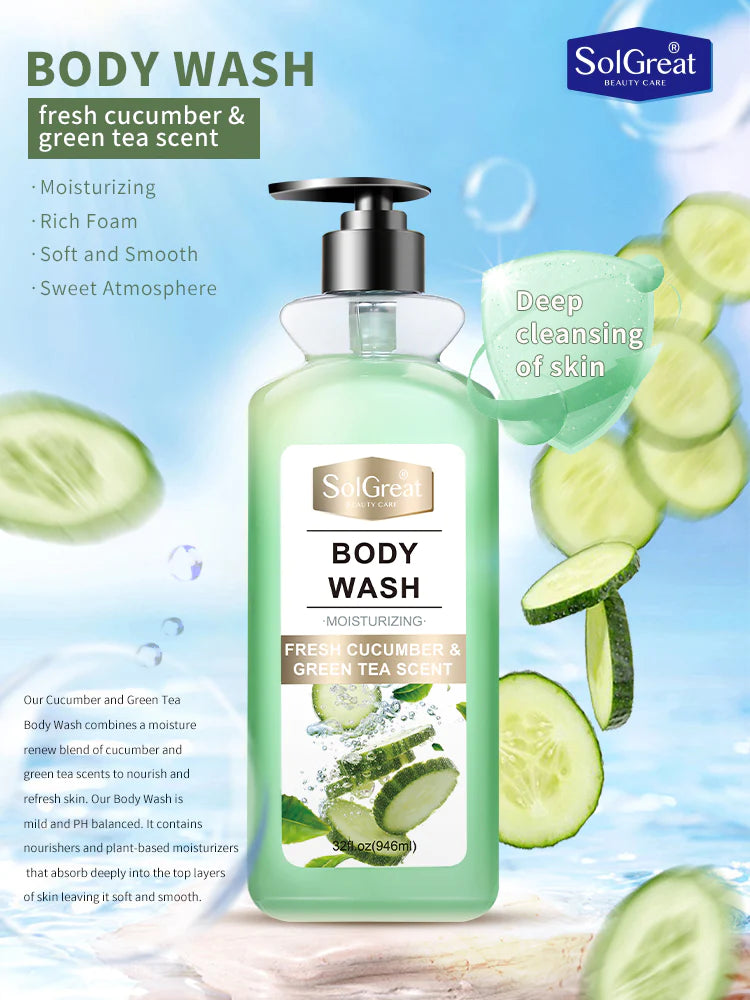 BODY WASH
fresh cucumber &
green tea scent
·Moisturizing
·Rich Foam
·Soft and Smooth
·Sweet Atmosphere
SolGreat®
BEAUTY CARE
Deep
cleansing
of skin
SolGreat®
BEAUTY CARE
BODY
WASH
·MOISTURIZING·
FRESH CUCUMBER &
GREEN TEA SCENT
32fl.oz(946ml)
Our Cucumber and Green Tea
Body Wash combines a moisture
renew blend of cucumber and
green tea scents to nourish and
refresh skin. Our Body Wash is
mild and PH balanced. It contains
nourishers and plant-based moisturizers
that absorb deeply into the top layers
of skin leaving it soft and smooth.